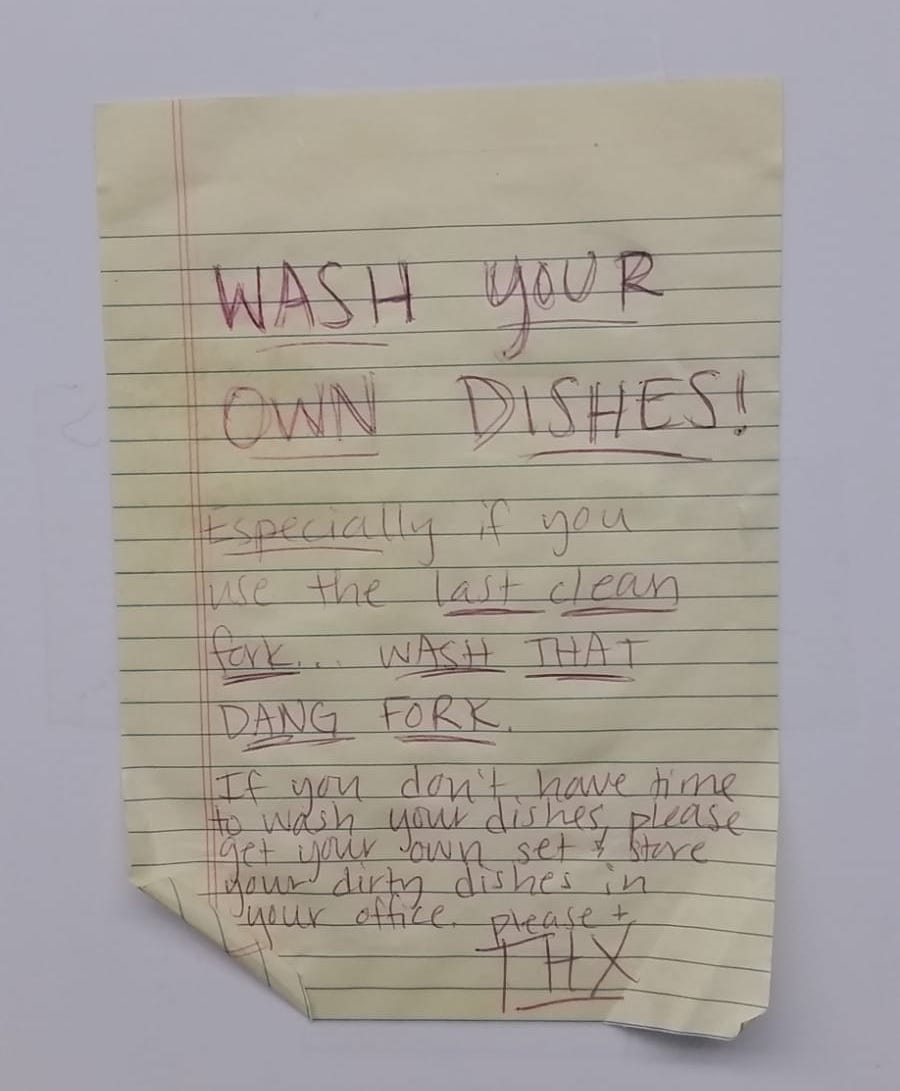 WASH YOUR
OWN DISHES!
Especially if you
use the last clean
fork... WASH THAT
DANG FORK.
If you don't have time
to wash your dishes, please
get your own set & store
your dirty dishes in
your office. please +
THX